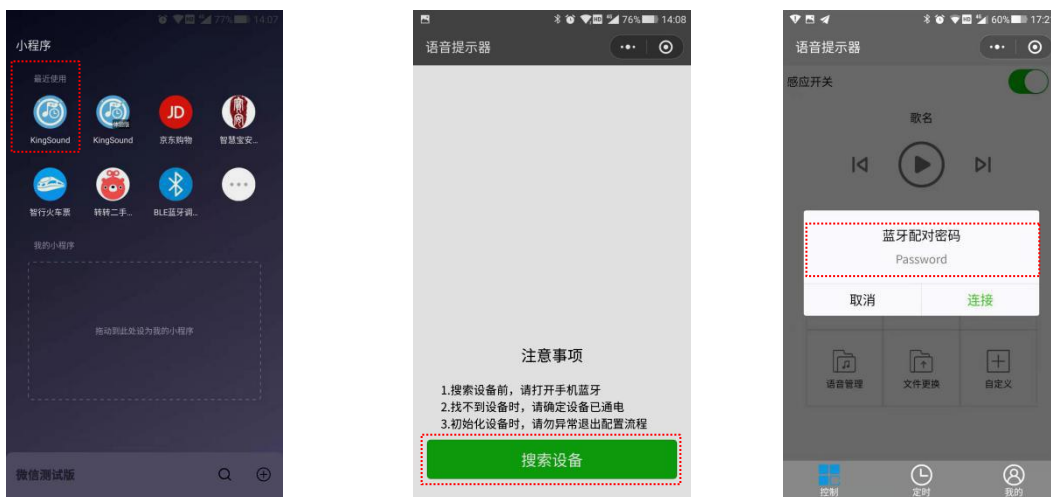 77% 14:07
小程序
最近使用
KingSound
KingSound
京东购物
智慧宝安...
智行火车票
转转二手...
BLE蓝牙调...
我的小程序
拖动到此处设为我的小程序
微信测试版
76% 14:08
语音提示器
注意事项
1.搜索设备前，请打开手机蓝牙
2.找不到设备时，请确定设备已通电
3.初始化设备时，请勿异常退出配置流程
搜索设备
60% 17:2
语音提示器
感应开关
歌名
蓝牙配对密码
Password
取消 连接
语音管理 文件更换 自定义
控制 定时 我的